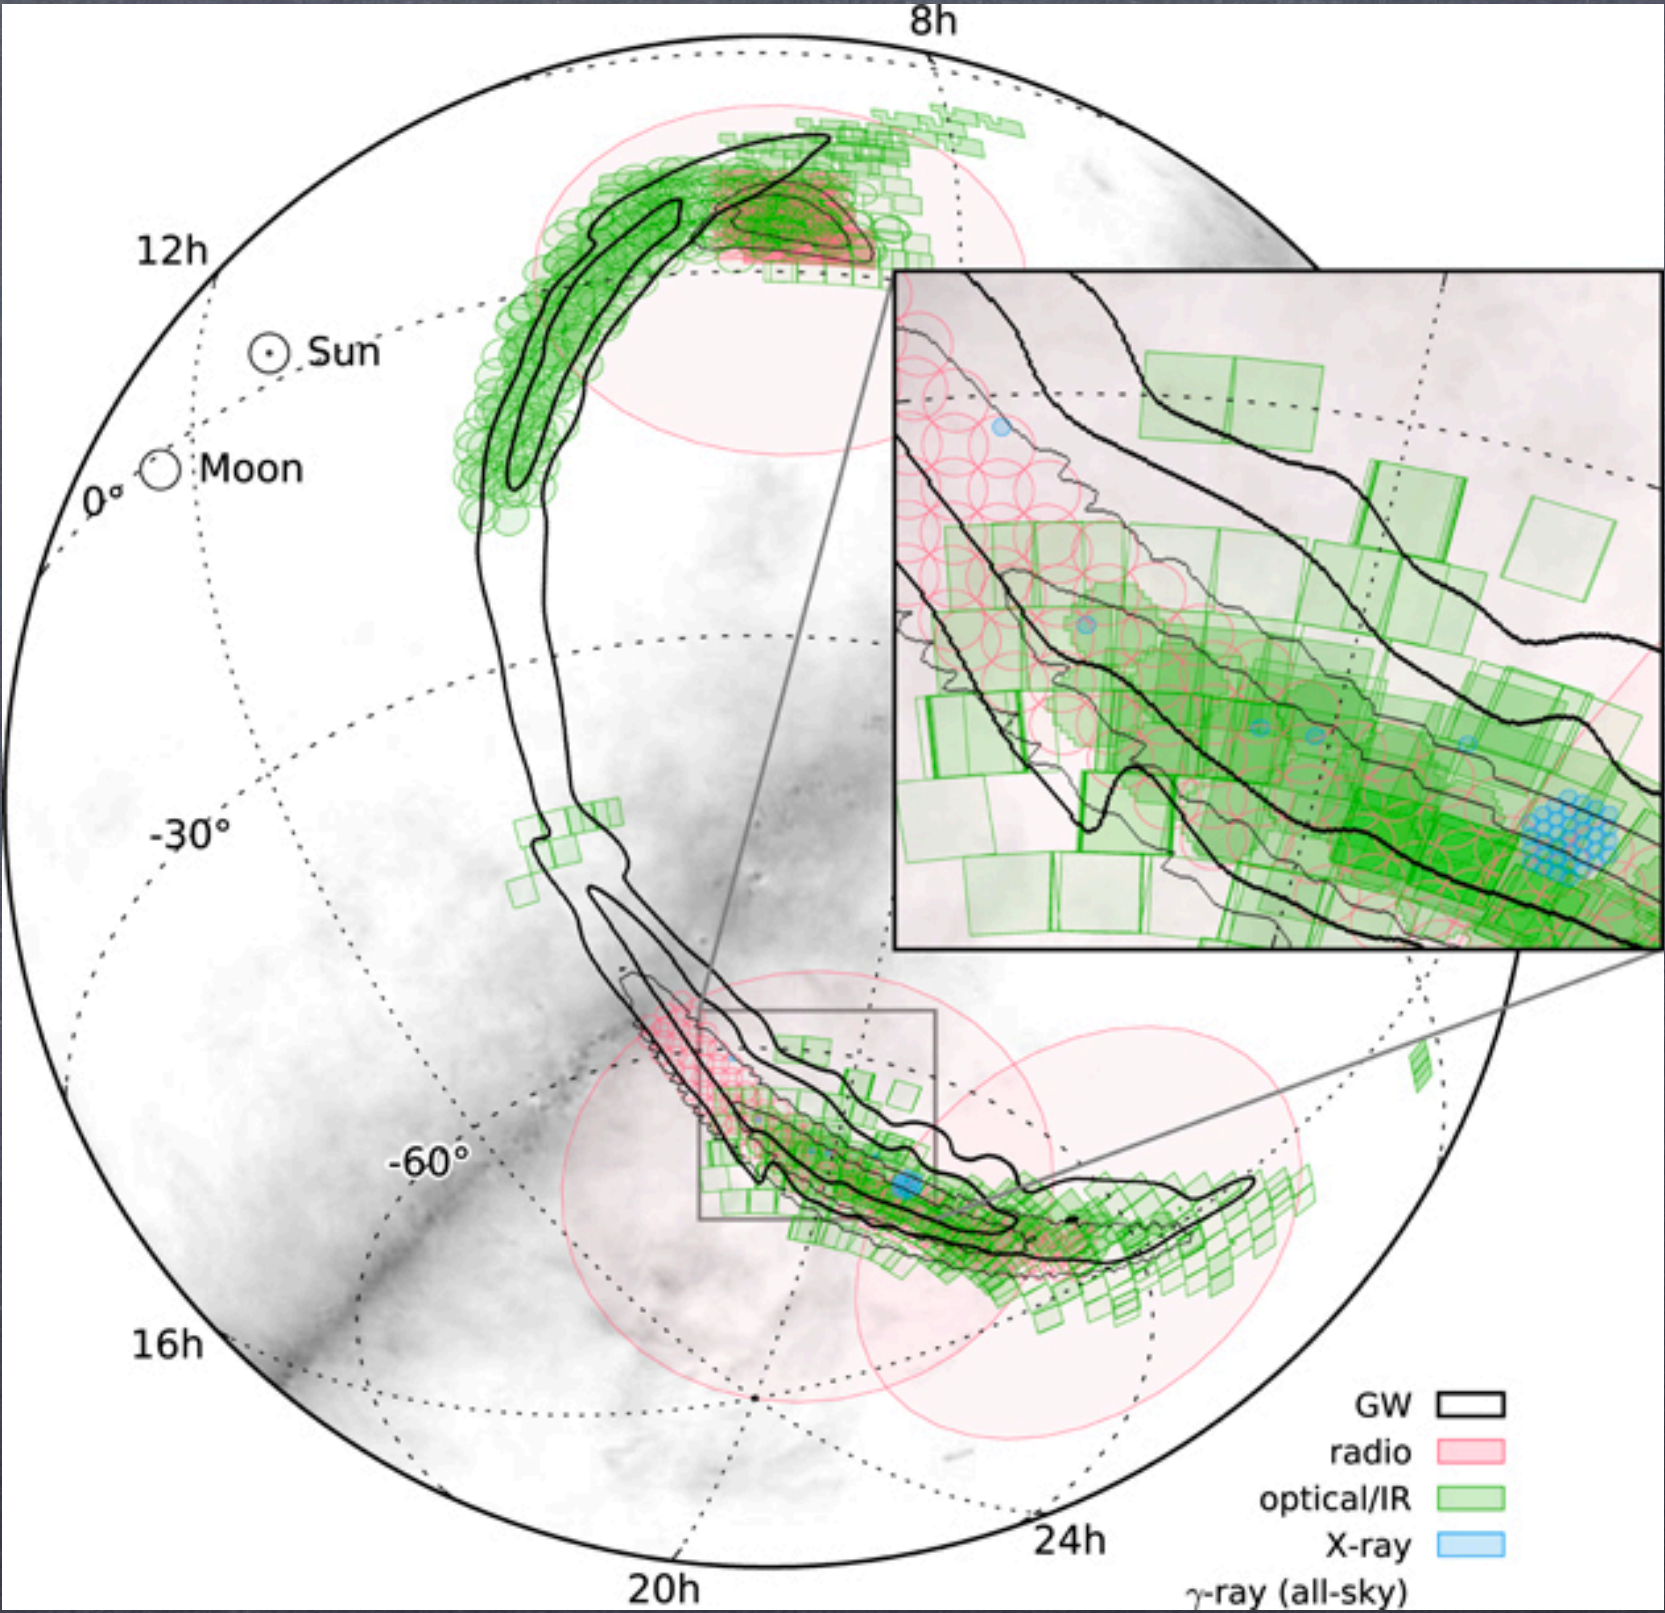 8h
12h
Sun
Moon
0°
-30°
-60°
16h
GW
radio
optical/IR
X-ray
24h
20h
γ-ray (all-sky)